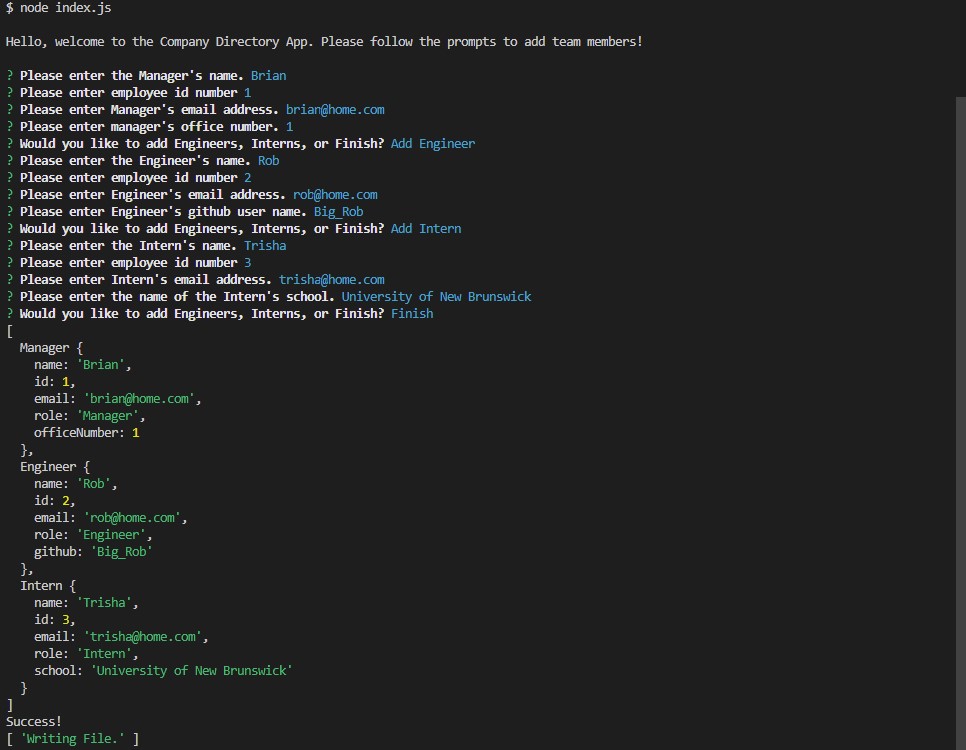 $ node index.js
Hello, welcome to the Company Directory App. Please follow the prompts to add team members!
? Please enter the Manager's name. Brian
? Please enter employee id number 1
? Please enter Manager's email address. brian@home.com
? Please enter manager's office number. 1
? Would you like to add Engineers, Interns, or Finish? Add Engineer
? Please enter the Engineer's name. Rob
? Please enter employee id number 2
? Please enter Engineer's email address. rob@home.com
? Please enter Engineer's github user name. Big_Rob
? Would you like to add Engineers, Interns, or Finish? Add Intern
? Please enter the Intern's name. Trisha
? Please enter employee id number 3
? Please enter Intern's email address. trisha@home.com
? Please enter the name of the Intern's school. University of New Brunswick
? Would you like to add Engineers, Interns, or Finish? Finish
[
  Manager {
    name: 'Brian',
    id: 1,
    email: 'brian@home.com',
    role: 'Manager',
    officeNumber: 1
  },
  Engineer {
    name: 'Rob',
    id: 2,
    email: 'rob@home.com',
    role: 'Engineer',
    github: 'Big_Rob'
  },
  Intern {
    name: 'Trisha',
    id: 3,
    email: 'trisha@home.com',
    role: 'Intern',
    school: 'University of New Brunswick'
  }
]
Success!
[ 'Writing File.' ]